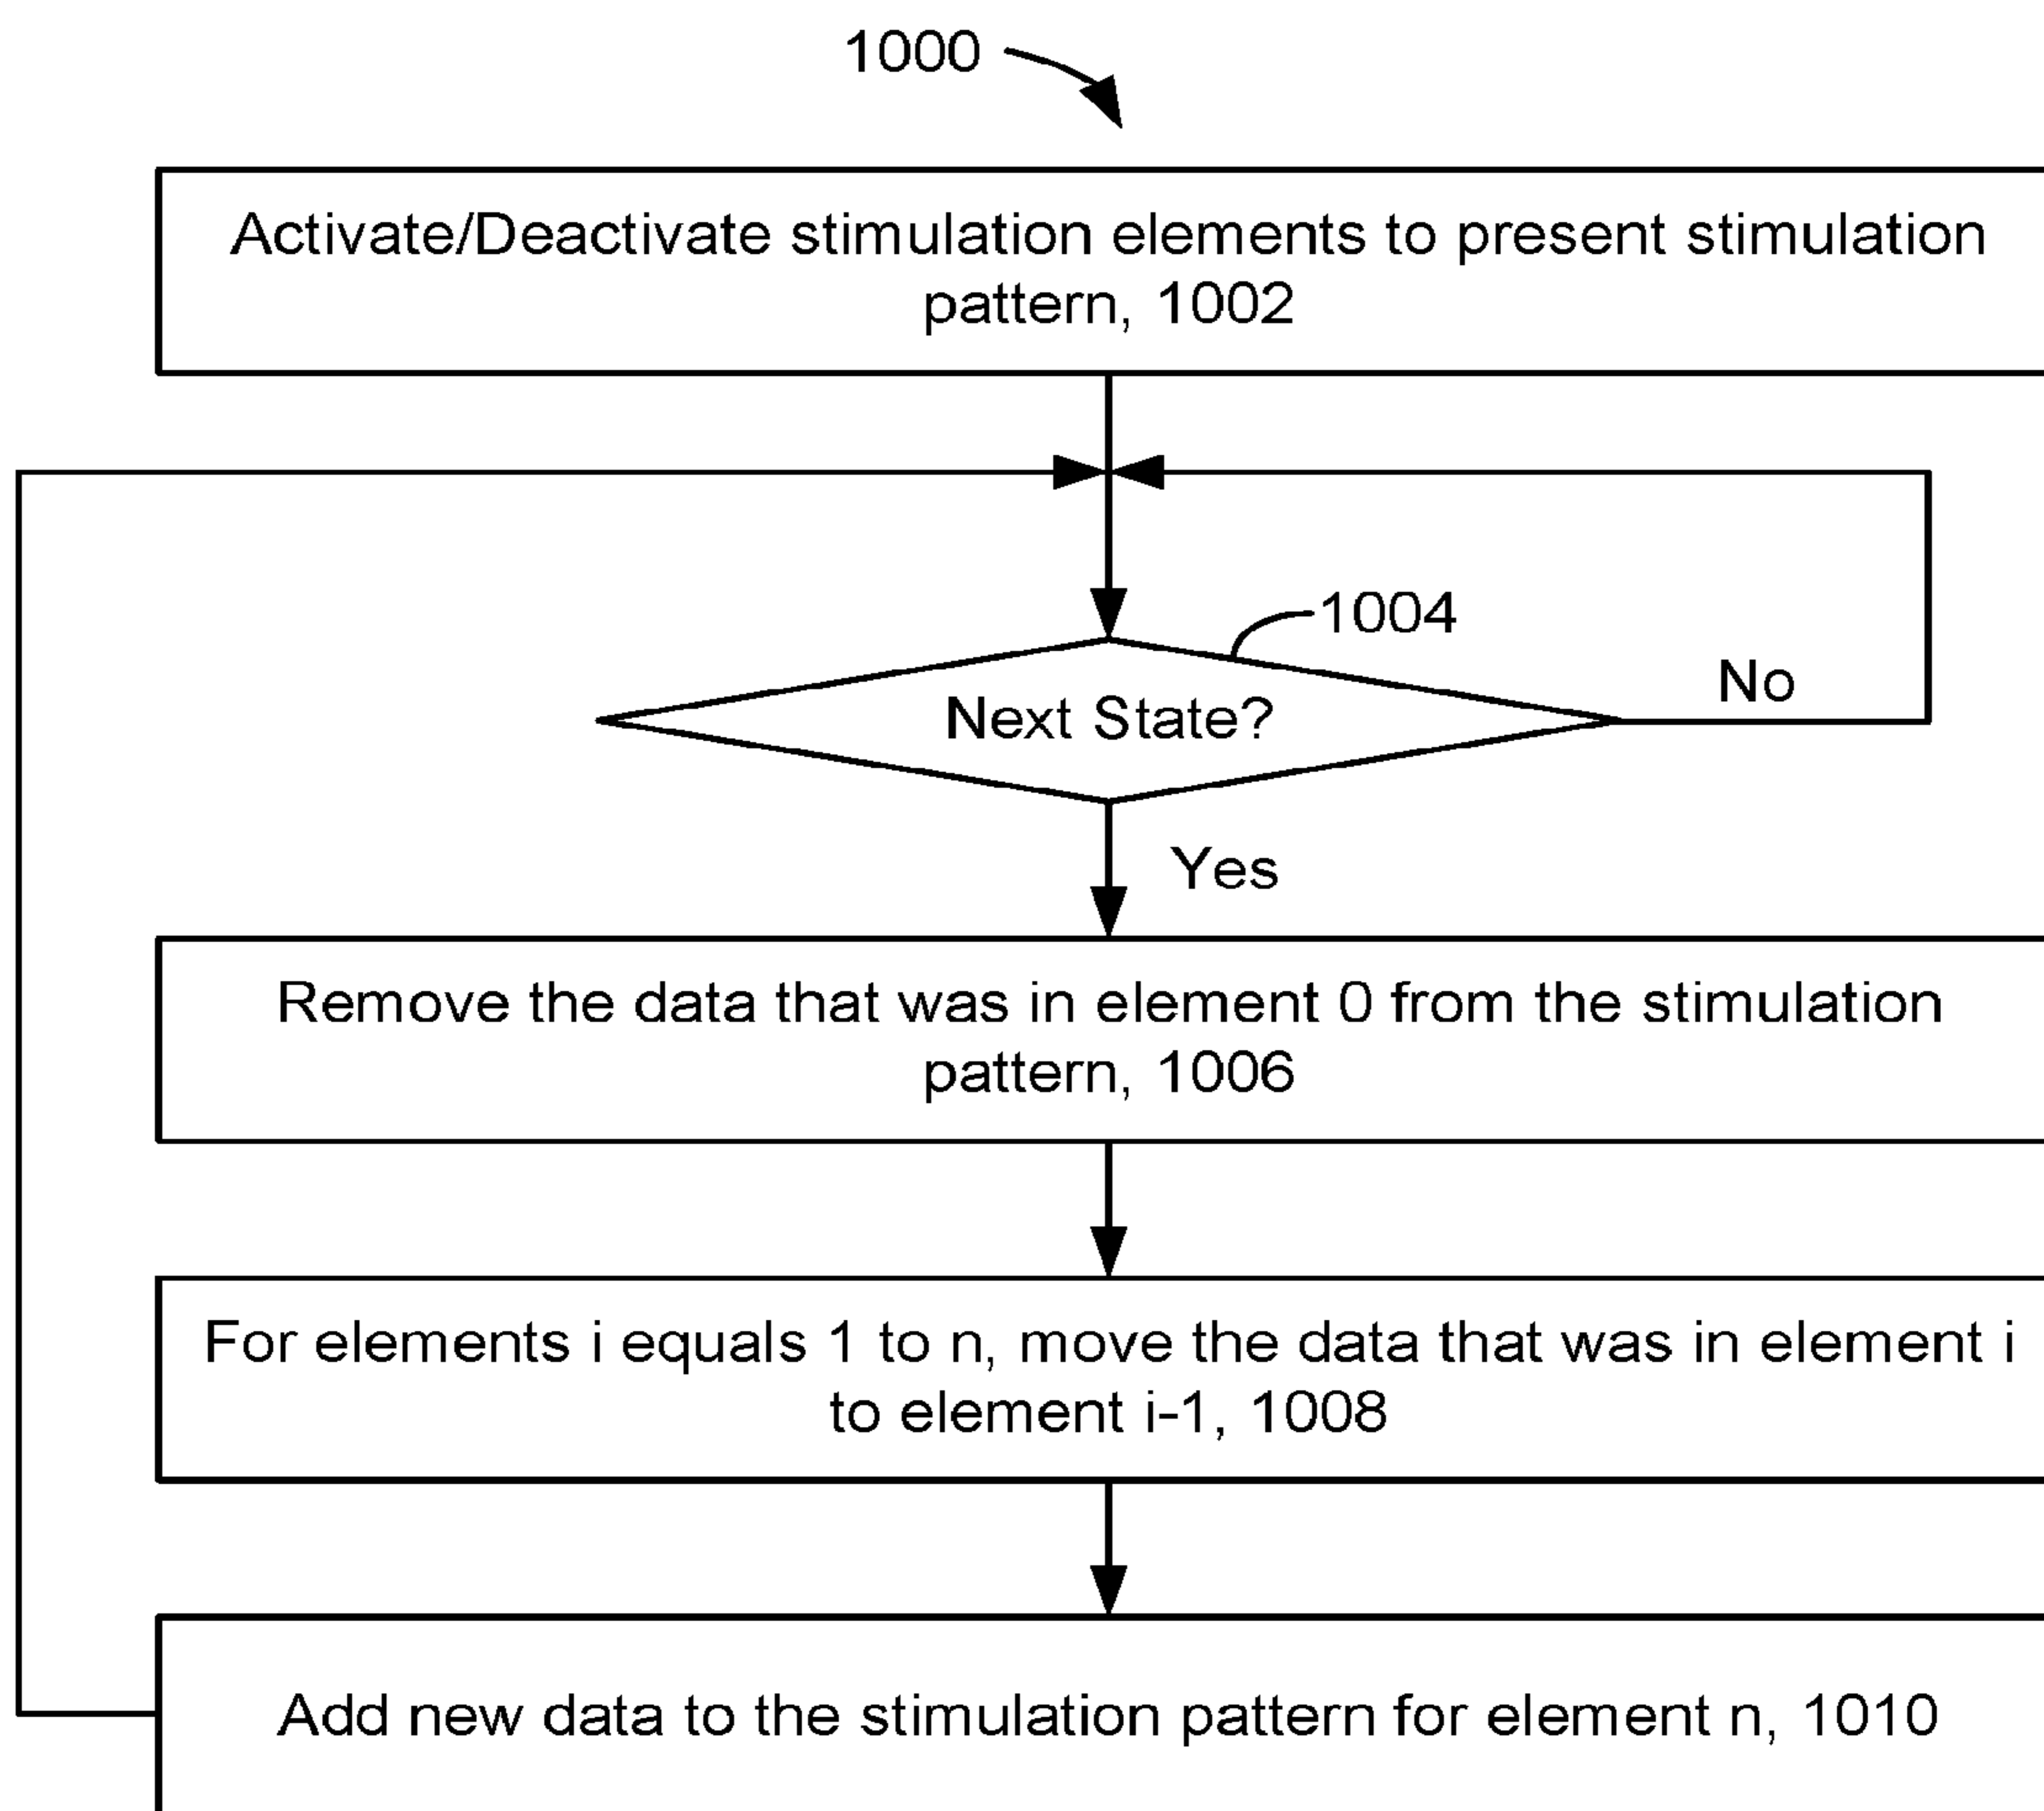 1000
Activate/Deactivate stimulation elements to present stimulation
pattern, 1002
1004
No
Next State?
Yes
Remove the data that was in element 0 from the stimulation
pattern, 1006
For elements i equals 1 to n, move the data that was in element i
to element i-1, 1008
Add new data to the stimulation pattern for element n, 1010